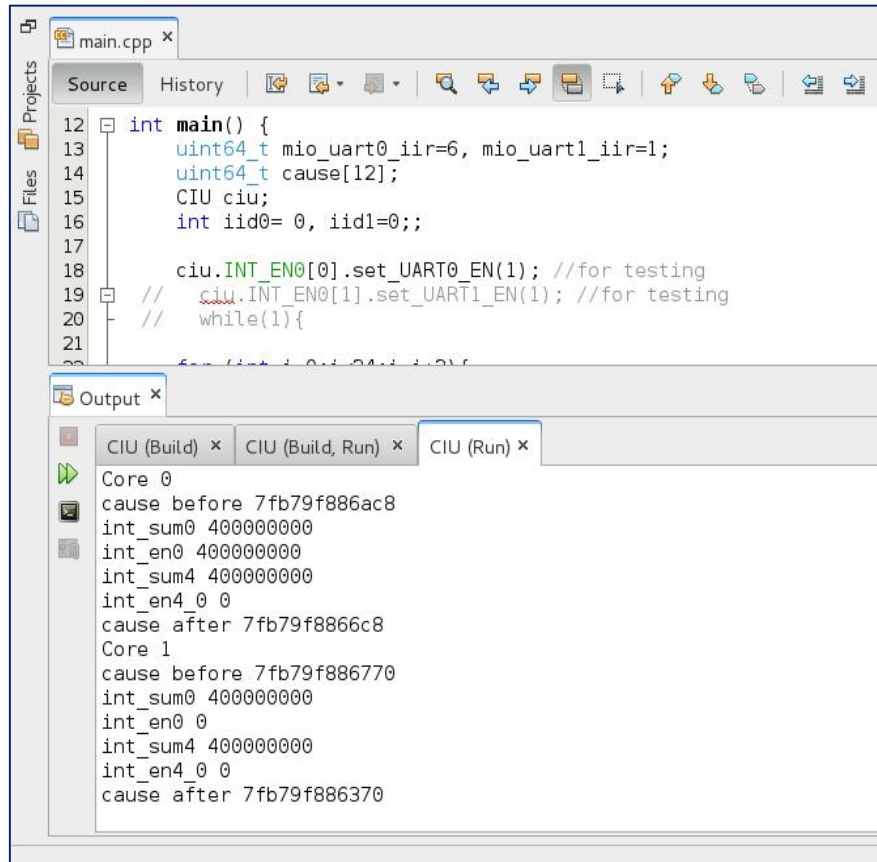 Projects
Files
main.cpp ×
Source History
12 int main() {
13 uint64_t mio_uart0_iir=6, mio_uart1_iir=1;
14 uint64_t cause[12];
15 CIU ciu;
16 int iid0= 0, iid1=0;;
17
18 ciu.INT_EN0[0].set_UART0_EN(1); //for testing
19 // ciu.INT_EN0[1].set_UART1_EN(1); //for testing
20 // while(1){
21
Output ×
CIU (Build) × CIU (Build, Run) × CIU (Run) ×
Core 0
cause before 7fb79f886ac8
int_sum0 400000000
int_en0 400000000
int_sum4 400000000
int_en4_0 0
cause after 7fb79f8866c8
Core 1
cause before 7fb79f886770
int_sum0 400000000
int_en0 0
int_sum4 400000000
int_en4_0 0
cause after 7fb79f886370